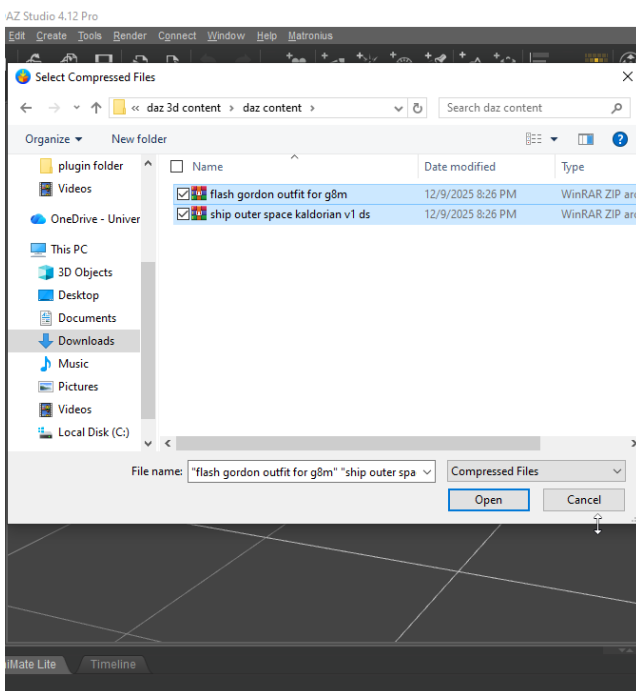 AZ Studio 4.12 Pro
Edit Create Tools Render Connect Window Help Matronius
Select Compressed Files
« daz 3d content › daz content ›
Search daz content
Organize
New folder
Name
Date modified
Type
plugin folder
Videos
OneDrive - Univer
This PC
3D Objects
Desktop
Documents
Downloads
Music
Pictures
Videos
Local Disk (C:)
flash gordon outfit for g8m 12/9/2025 8:26 PM WinRAR ZIP ar
ship outer space kaldorian v1 ds 12/9/2025 8:26 PM WinRAR ZIP ar
File name: "flash gordon outfit for g8m" "ship outer spa
Compressed Files
Open
Cancel
niMate Lite
Timeline